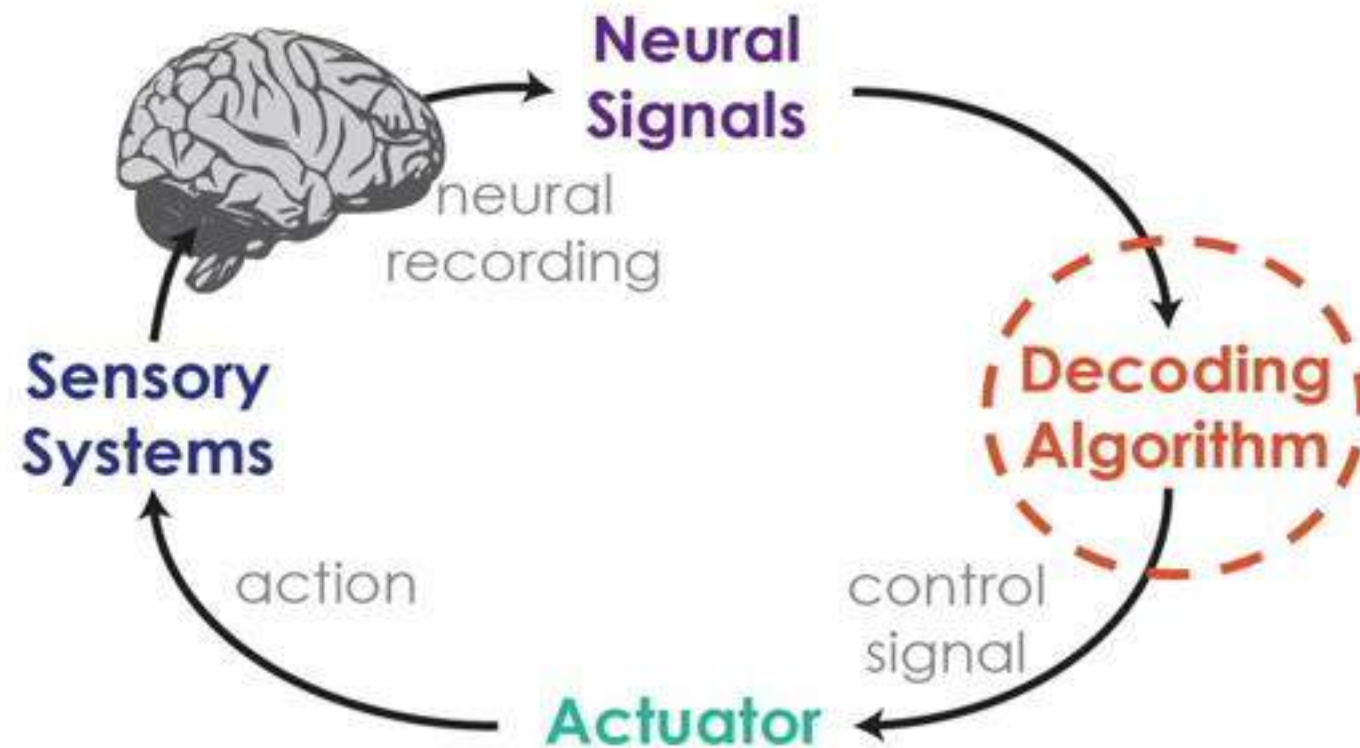 Neural
Signals
neural
recording
Decoding
Algorithm
control
signal
Actuator
action
Sensory
Systems